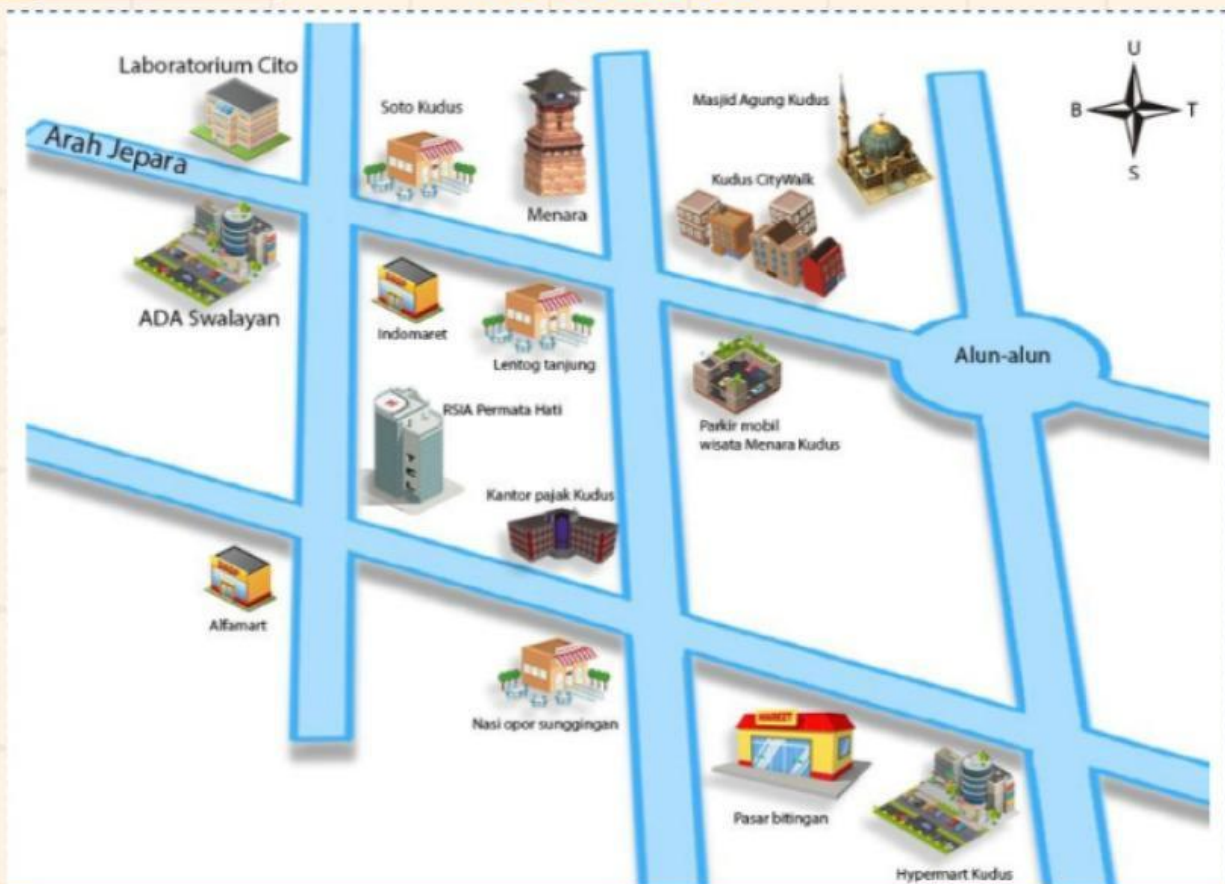 U
Laboratorium Cito
Soto Kudus
Masjid Agung Kudus
B
T
Arah Jepara
Kudus CityWalk
S
Menara
ADA Swalayan
Indomaret
Lentog tanjung
Alun-alun
RSIA Permata Hati
Parkir mobil
wisata Menara Kudus
Kantor pajak Kudus
Alfamart
Nasi opor sunggingan
MARKET
Pasar bitingan
Hypermart Kudus